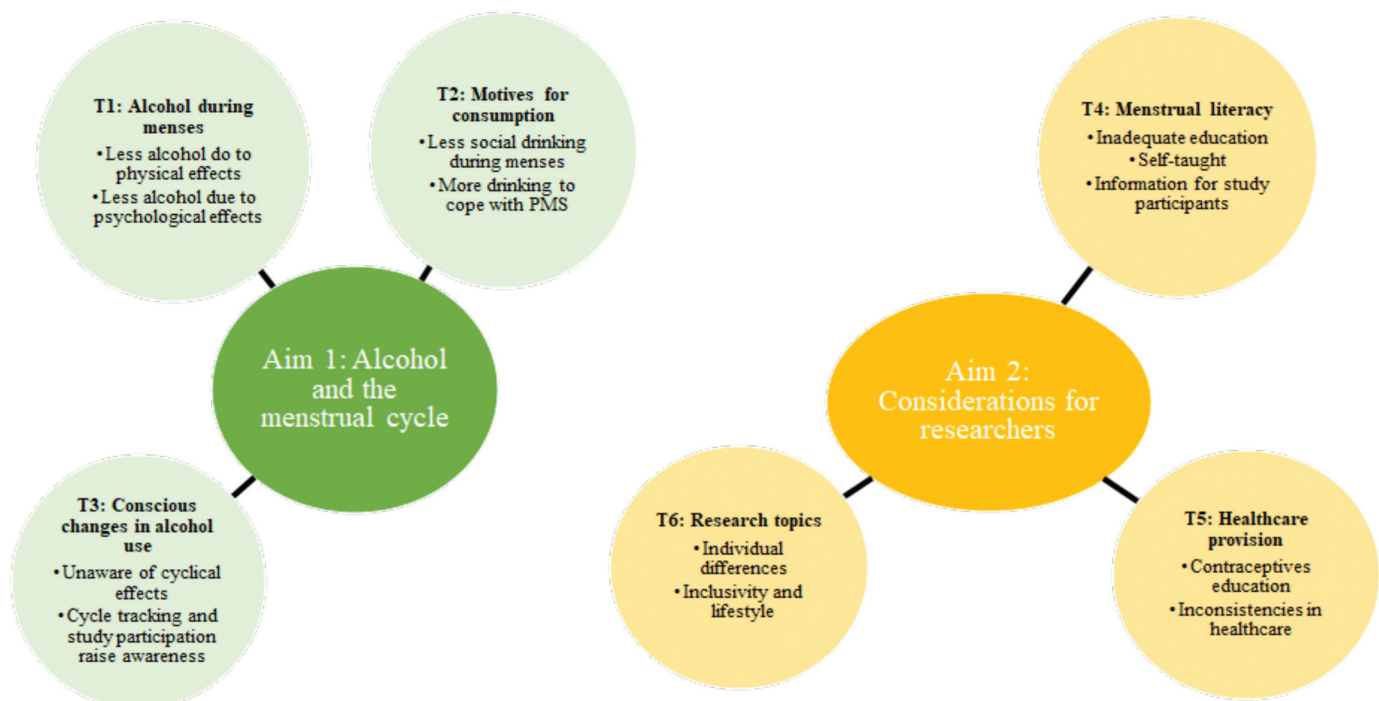 T1: Alcohol during
menses
•Less alcohol do to
physical effects
•Less alcohol due to
psychological effects
T2: Motives for
consumption
•Less social drinking
during menses
•More drinking to
cope with PMS
Aim 1: Alcohol
and the
menstrual cycle
T3: Conscious
changes in alcohol
use
•Unaware of cyclical
effects
•Cycle tracking and
study participation
raise awareness
T4: Menstrual literacy
•Inadequate education
•Self-taught
•Information for study
participants
Aim 2:
Considerations for
researchers
T6: Research topics
•Individual
differences
•Inclusivity and
lifestyle
T5: Healthcare
provision
•Contraceptives
education
•Inconsistencies in
healthcare